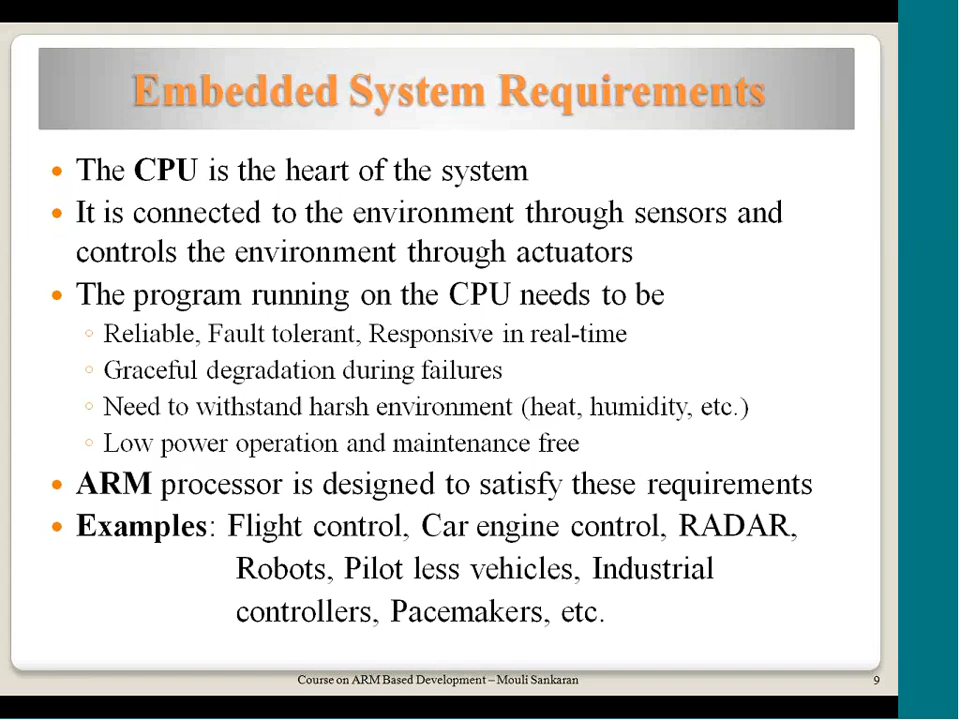 Embedded System Requirements
• The CPU is the heart of the system
• It is connected to the environment through sensors and
controls the environment through actuators
• The program running on the CPU needs to be
◦ Reliable, Fault tolerant, Responsive in real-time
◦ Graceful degradation during failures
◦ Need to withstand harsh environment (heat, humidity, etc.)
◦ Low power operation and maintenance free
• ARM processor is designed to satisfy these requirements
• Examples: Flight control, Car engine control, RADAR,
Robots, Pilot less vehicles, Industrial
controllers, Pacemakers, etc.
Course on ARM Based Development – Mouli Sankaran
9